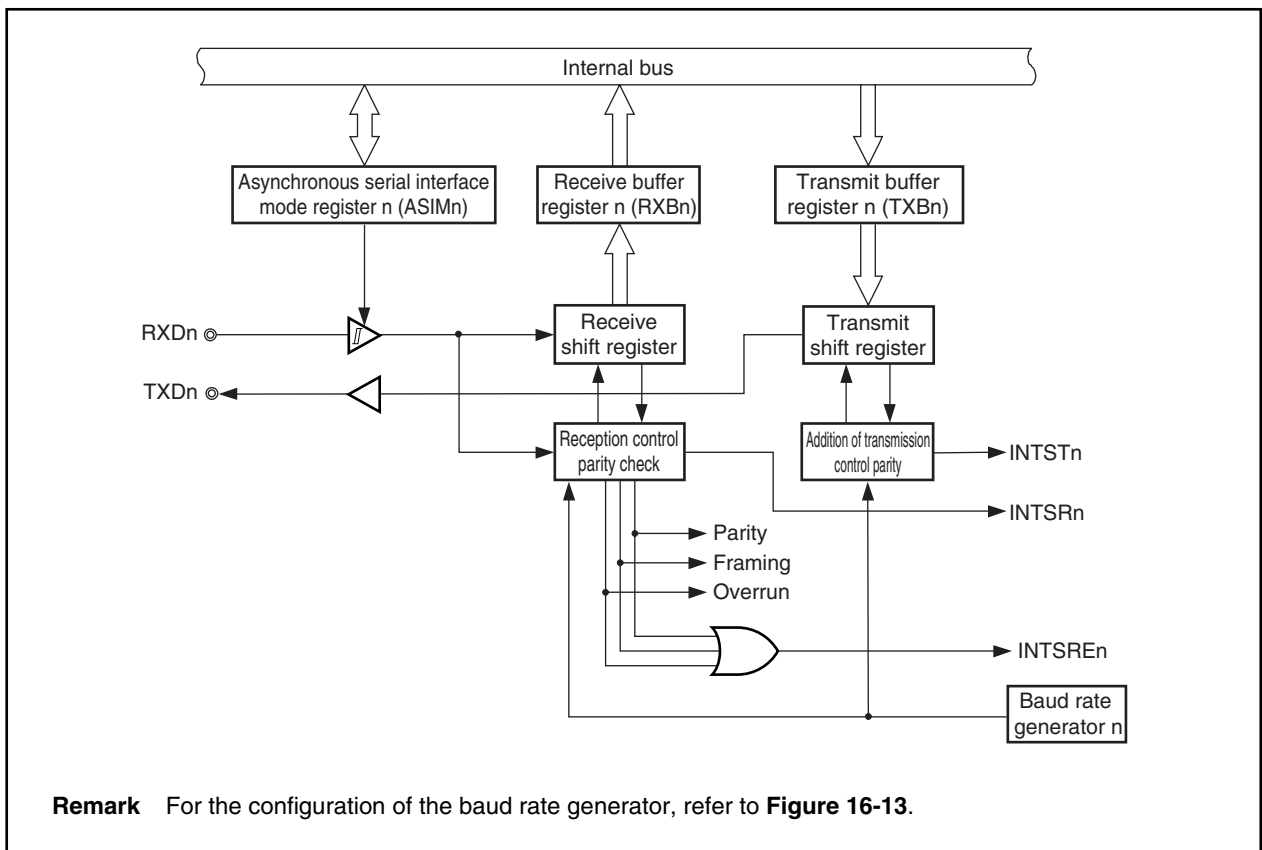 Internal bus
Asynchronous serial interface
mode register n (ASIMn)
Receive buffer
register n (RXBn)
Transmit buffer
register n (TXBn)
RXDn
Receive
shift register
Transmit
shift register
TXDn
Reception control
parity check
Addition of transmission
control parity
INTSTn
INTSRn
Parity
Framing
Overrun
INTSREn
Baud rate
generator n
Remark For the configuration of the baud rate generator, refer to Figure 16-13.